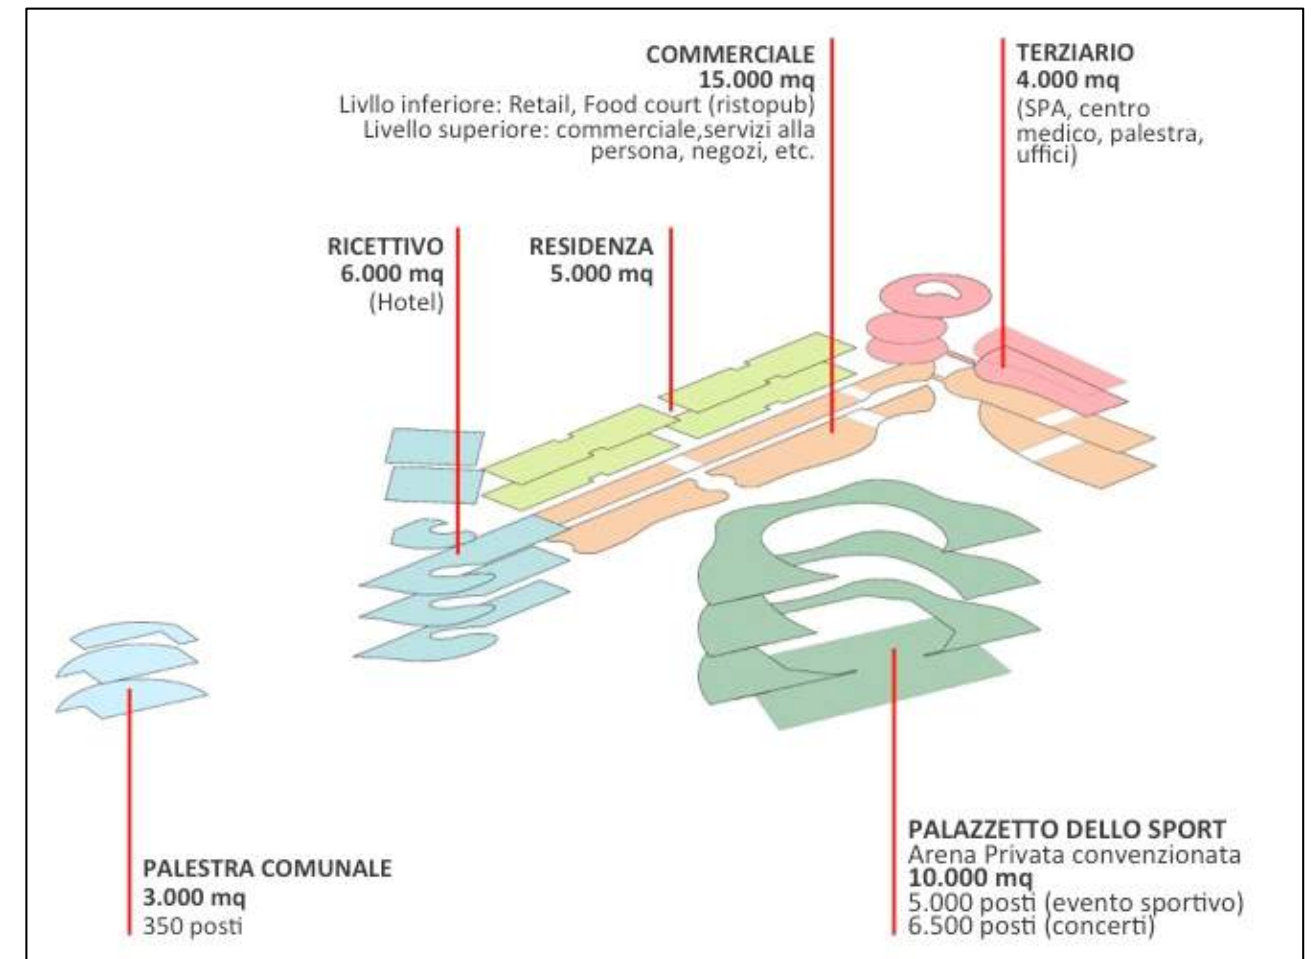 COMMERCIALE
15.000 mq
Livllo inferiore: Retail, Food court (ristopub)
Livello superiore: commerciale,servizi alla
persona, negozi, etc.
TERZIARIO
4.000 mq
(SPA, centro
medico, palestra,
uffici)
RICETTIVO
6.000 mq
(Hotel)
RESIDENZA
5.000 mq
PALESTRA COMUNALE
3.000 mq
350 posti
PALAZZETTO DELLO SPORT
Arena Privata convenzionata
10.000 mq
5.000 posti (evento sportivo)
6.500 posti (concerti)